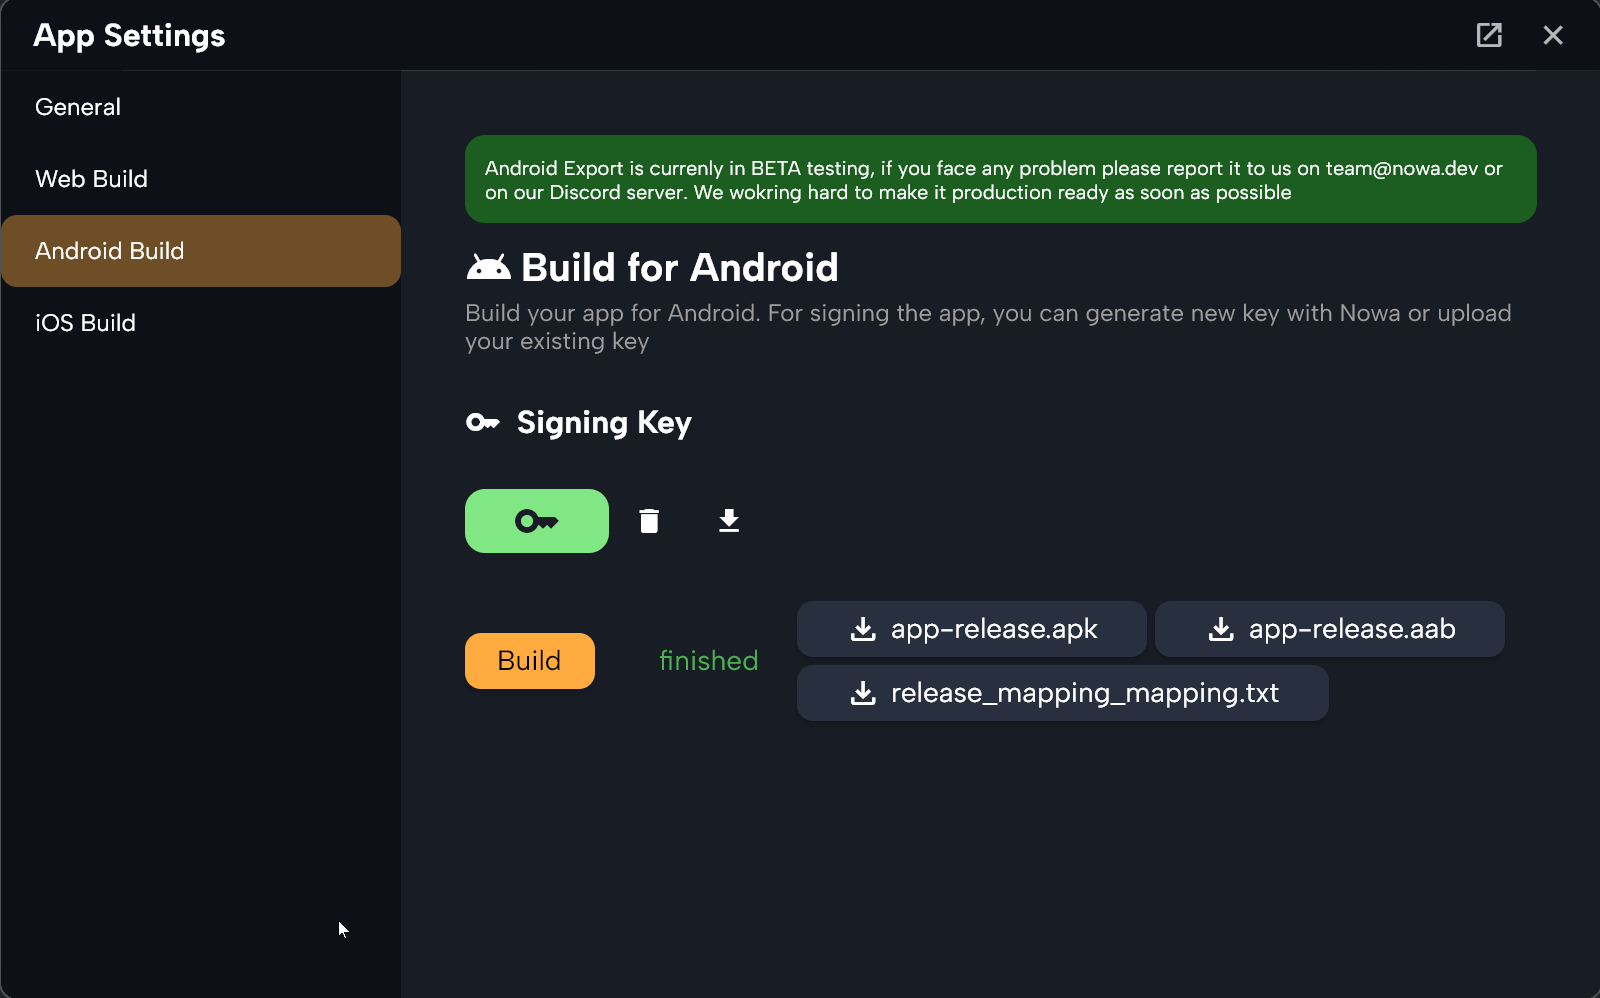 App Settings
General
Web Build
Android Build
iOS Build
Android Export is currenly in BETA testing, if you face any problem please report it to us on team@nowa.dev or
on our Discord server. We wokring hard to make it production ready as soon as possible
Build for Android
Build your app for Android. For signing the app, you can generate new key with Nowa or upload
your existing key
Signing Key
Build
finished
app-release.apk
app-release.aab
release_mapping_mapping.txt